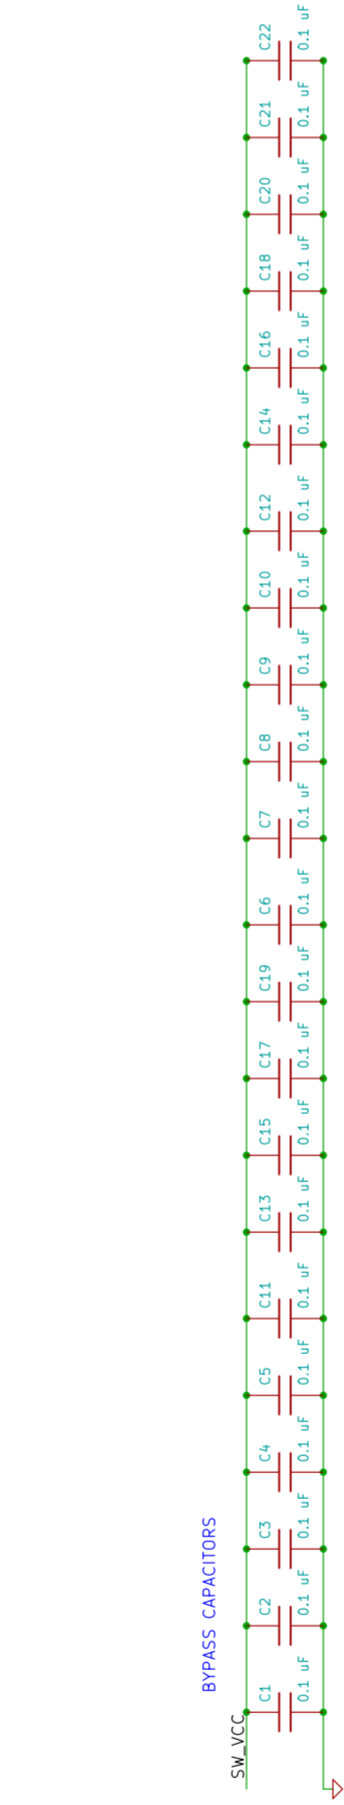 BYPASS CAPACITORS
SW_VCC
C1
0.1 uF
C2
0.1 uF
C3
0.1 uF
C4
0.1 uF
C5
0.1 uF
C11
0.1 uF
C13
0.1 uF
C15
0.1 uF
C17
0.1 uF
C19
0.1 uF
C6
0.1 uF
C7
0.1 uF
C8
0.1 uF
C9
0.1 uF
C10
0.1 uF
C12
0.1 uF
C14
0.1 uF
C16
0.1 uF
C18
0.1 uF
C20
0.1 uF
C21
0.1 uF
C22
0.1 uF